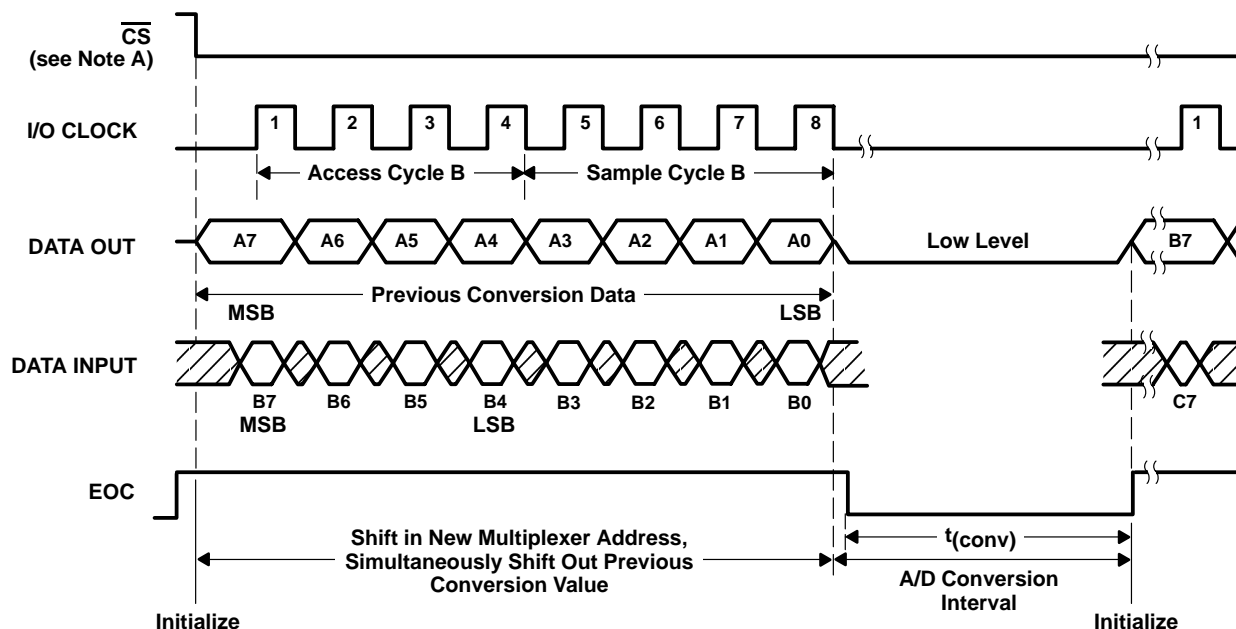 CS
(see Note A)
I/O CLOCK
1 2 3 4 5 6 7 8 1
Access Cycle B Sample Cycle B
DATA OUT
A7 A6 A5 A4 A3 A2 A1 A0 Low Level B7
Previous Conversion Data
MSB LSB
DATA INPUT
B7 B6 B5 B4 B3 B2 B1 B0 C7
MSB LSB
EOC
Shift in New Multiplexer Address,
Simultaneously Shift Out Previous
Conversion Value
t(conv)
A/D Conversion
Interval
Initialize Initialize